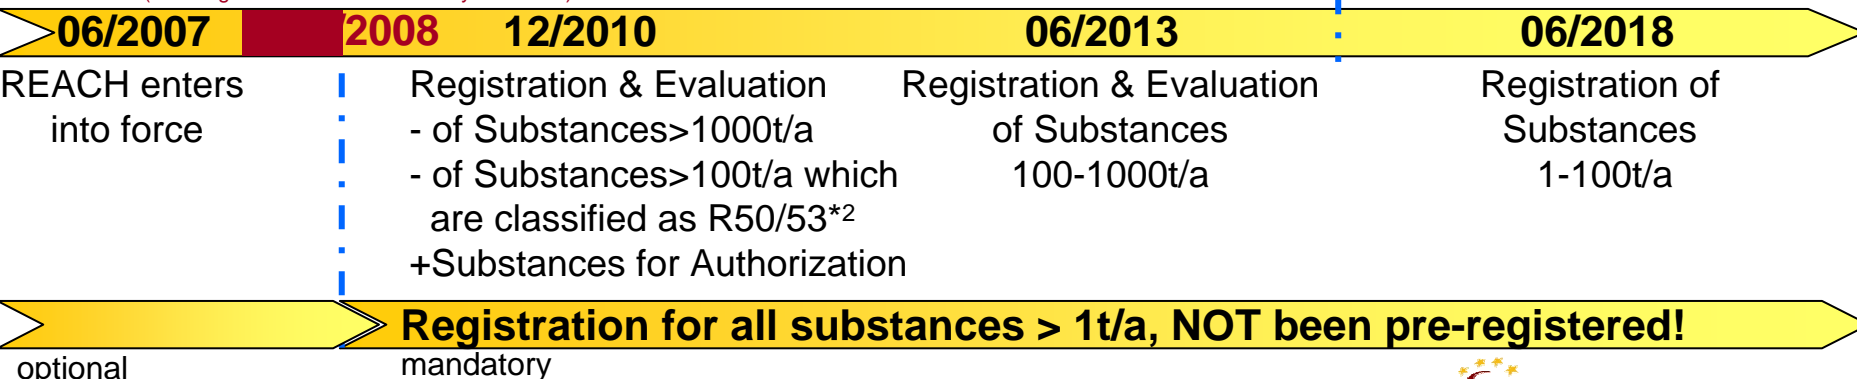 06/2007 /2008 12/2010 06/2013 06/2018
REACH enters
into force
Registration & Evaluation
- of Substances>1000t/a
- of Substances>100t/a which
are classified as R50/53*2
+Substances for Authorization
Registration & Evaluation
of Substances
100-1000t/a
Registration of
Substances
1-100t/a
Registration for all substances > 1t/a, NOT been pre-registered!
optional
mandatory